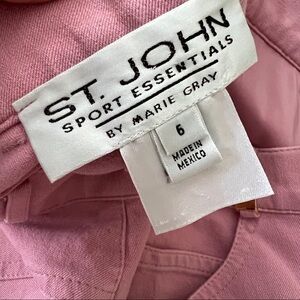 ST. JOHN
SPORT ESSENTIALS
BY MARIE GRAY
6
MADE IN
MEXICO